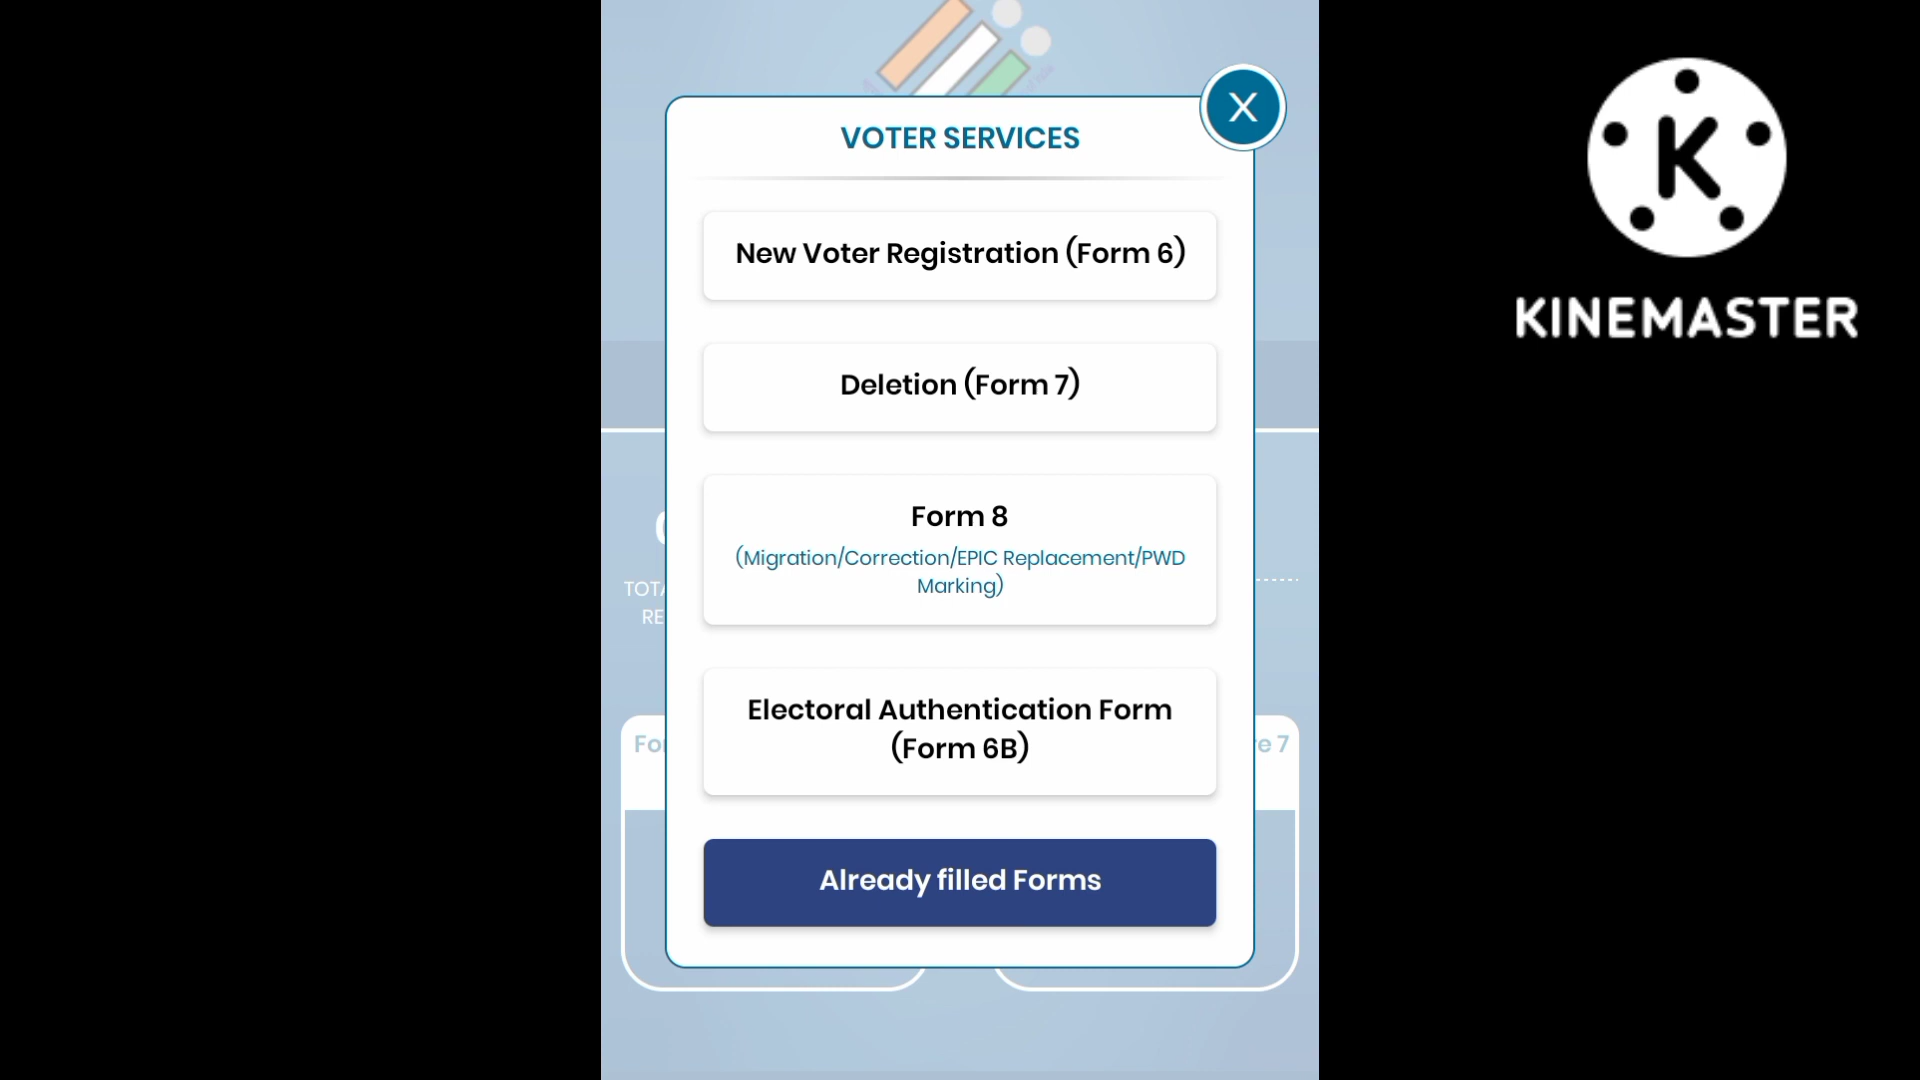 VOTER SERVICES
X
New Voter Registration (Form 6)
Deletion (Form 7)
Form 8
(Migration/Correction/EPIC Replacement/PWD
Marking)
Electoral Authentication Form
(Form 6B)
Already filled Forms
K
KINEMASTER